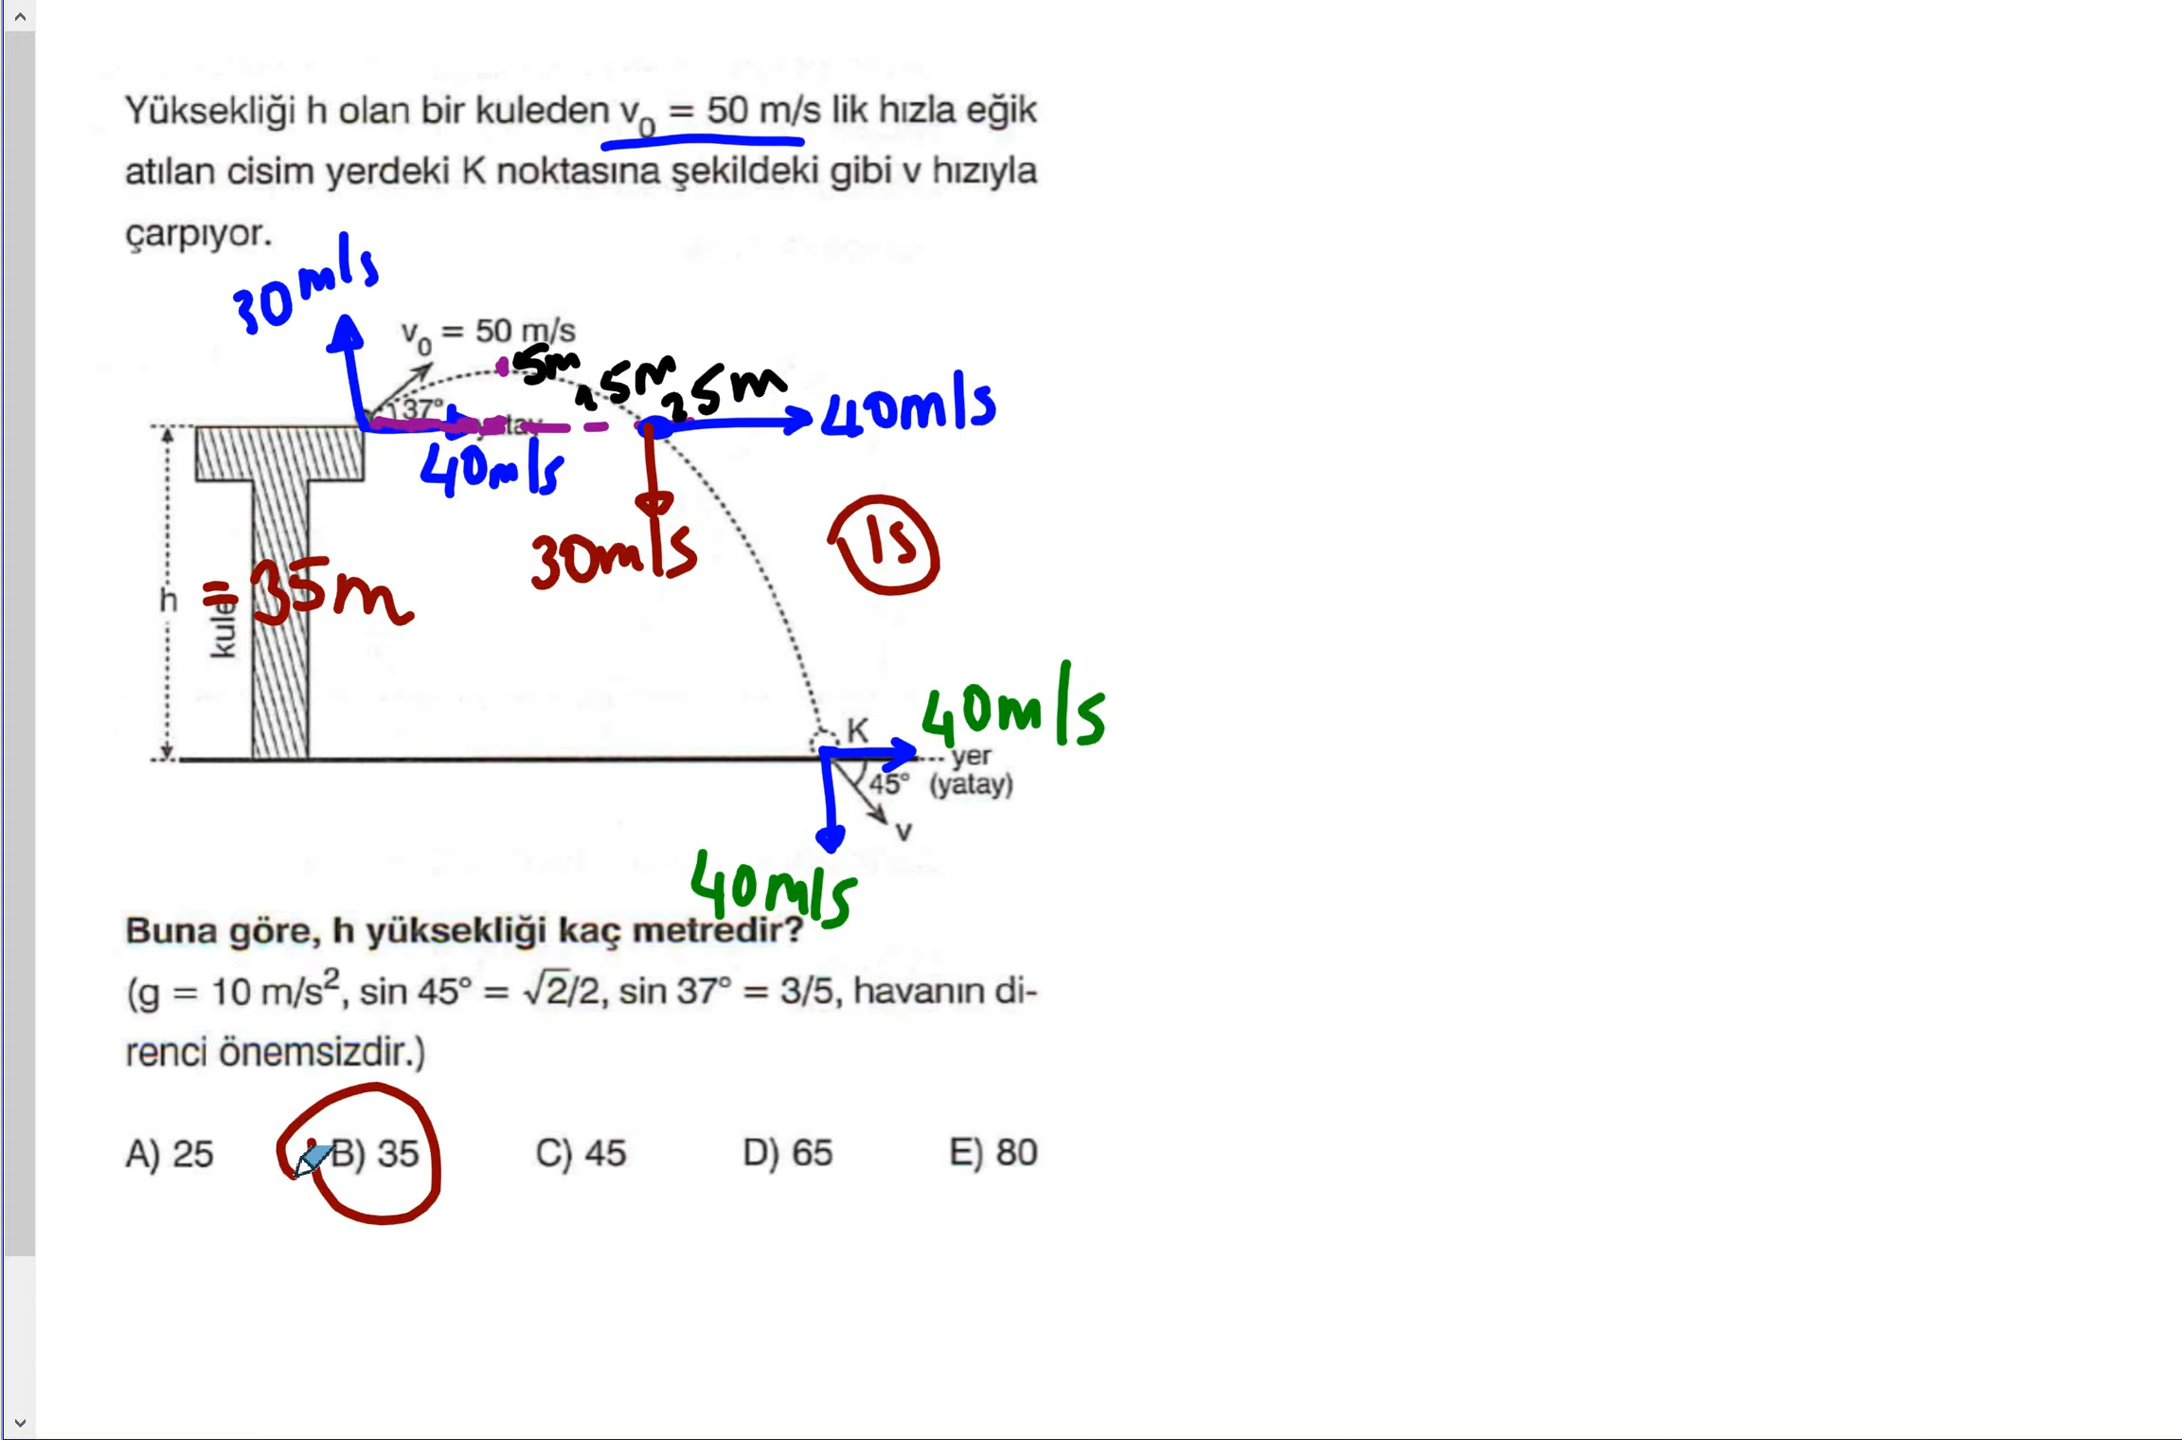 Yüksekliği h olan bir kuleden v₀ = 50 m/s lik hızla eğik
atılan cisim yerdeki K noktasına şekildeki gibi v hızıyla
çarpıyor.
30m/s
v₀ = 50 m/s
5m
15m
25m
37°
40m/s
40m/s
30m/s
1s
h
= 35m
kule
40m/s
K
yer
45° (yatay)
v
40m/s
Buna göre, h yüksekliği kaç metredir?
(g = 10 m/s², sin 45° = √2/2, sin 37° = 3/5, havanın di-
renci önemsizdir.)
A) 25 B) 35 C) 45 D) 65 E) 80